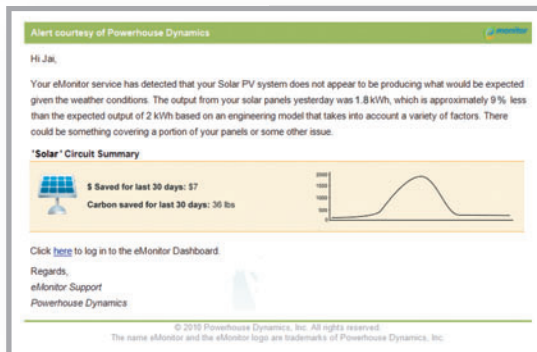 Alert courtesy of Powerhouse Dynamics
emonitor
Hi Jai,
Your eMonitor service has detected that your Solar PV system does not appear to be producing what would be expected
given the weather conditions. The output from your solar panels yesterday was 1.8 kWh, which is approximately 9% less
than the expected output of 2 kWh based on an engineering model that takes into account a variety of factors. There
could be something covering a portion of your panels or some other issue.
'Solar' Circuit Summary
$ Saved for last 30 days: $7
Carbon saved for last 30 days: 36 lbs
2000
1500
1000
500
0
Click here to log in to the eMonitor Dashboard.
Regards,
eMonitor Support
Powerhouse Dynamics
© 2010 Powerhouse Dynamics, Inc. All rights reserved.
The name eMonitor and the eMonitor logo are trademarks of Powerhouse Dynamics, Inc.